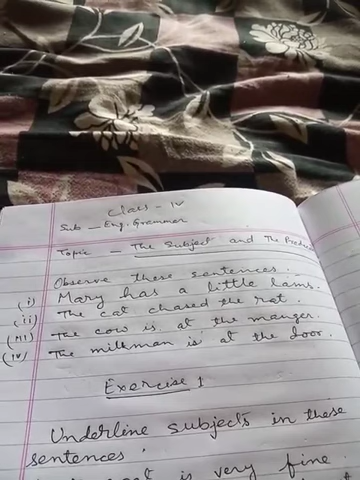 Class - IV
Sub - Eng. Grammar
Topic - The Subject and The
Observe these sentences.
(i) Mary has a little lamb.
(ii) The cat chased the rat.
(III) The cow is at the manger.
(IV) The milkman is at the door.
Exercise 1
Underline subjects in these
sentences.
is very fine.